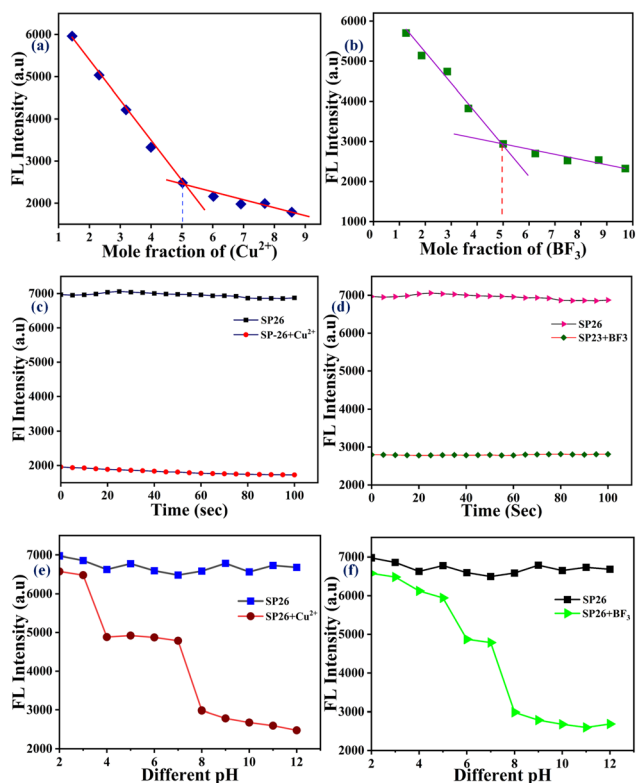 (a)
6000
5000
4000
3000
2000
FL Intensity (a.u)
1 2 3 4 5 6 7 8 9
Mole fraction of (Cu²⁺)
(b)
6000
5000
4000
3000
2000
1000
FL Intensity (a.u)
0 1 2 3 4 5 6 7 8 9 10
Mole fraction of (BF₃)
(c)
8000
7000
6000
5000
4000
3000
2000
Fl Intensity (a.u)
SP26
SP-26+Cu²⁺
0 20 40 60 80 100
Time (sec)
(d)
8000
7000
6000
5000
4000
3000
2000
FL Intensity (a.u)
SP26
SP23+BF3
0 20 40 60 80 100
Time (Sec)
(e)
7000
6000
5000
4000
3000
2000
FL Intensity (a.u)
SP26
SP26+Cu²⁺
2 4 6 8 10 12
Different pH
(f)
7000
6000
5000
4000
3000
2000
FL Intensity (a.u)
SP26
SP26+BF₃
2 4 6 8 10 12
Different pH